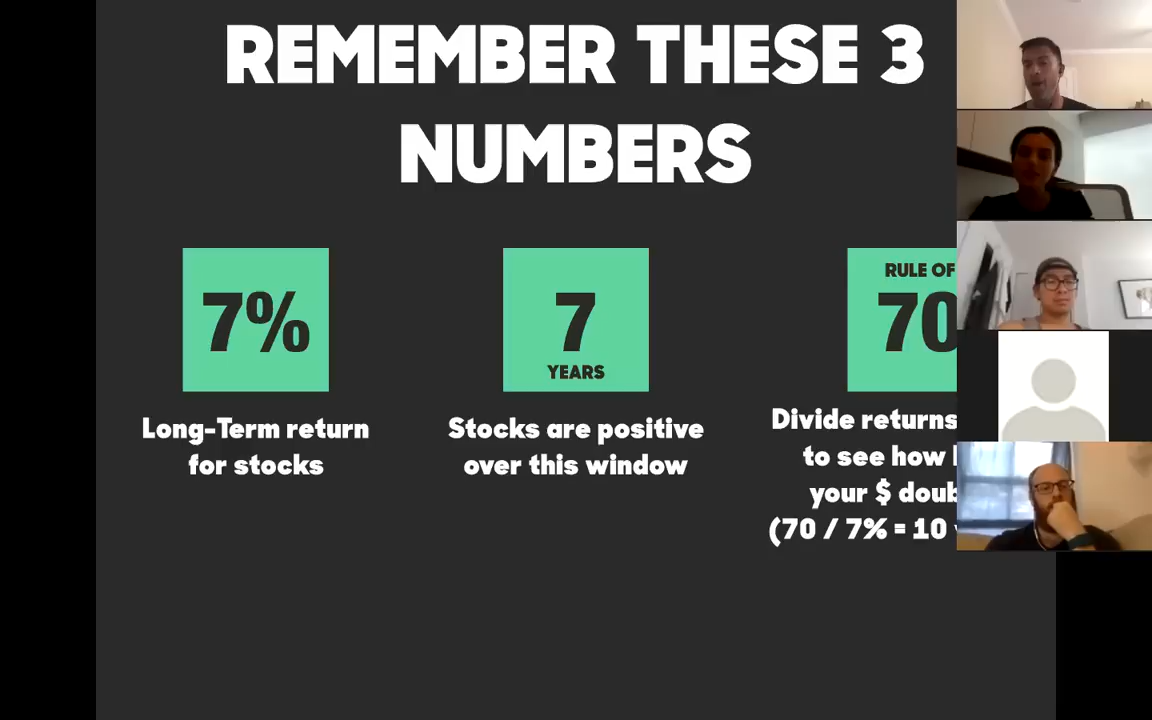 REMEMBER THESE 3
NUMBERS
7%
Long-Term return
for stocks
7
YEARS
Stocks are positive
over this window
RULE OF
70
Divide returns
to see how
your $
(70 / 7% = 10